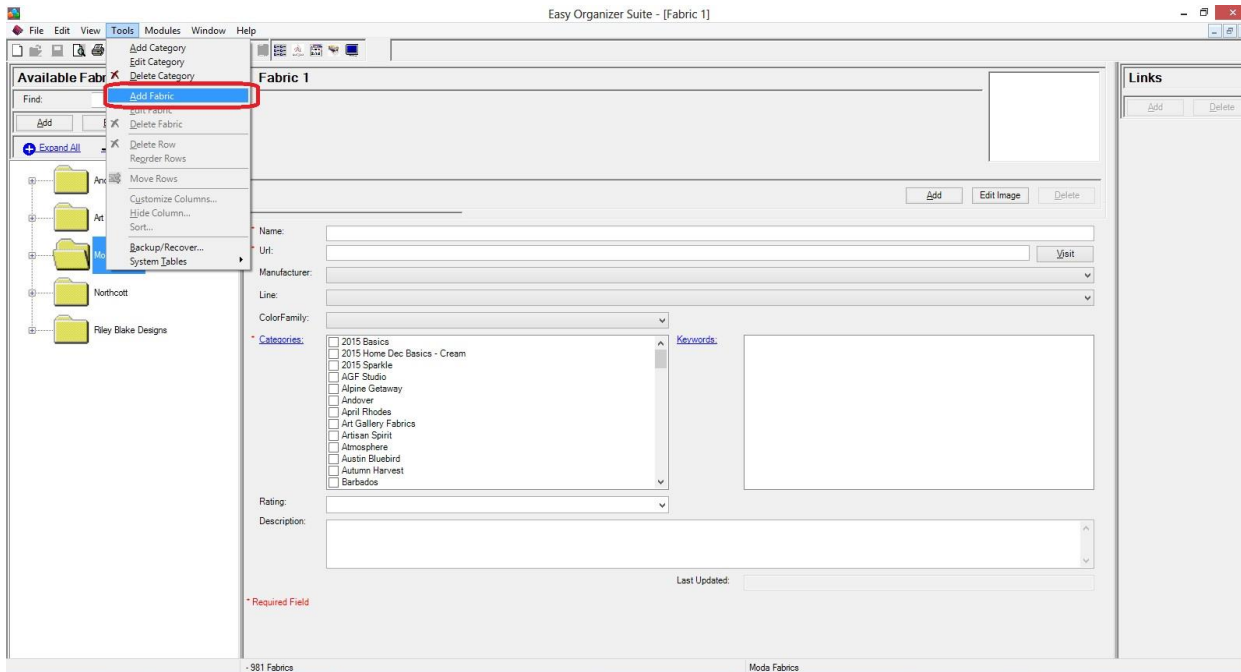 Easy Organizer Suite - [Fabric 1]
File Edit View Tools Modules Window Help
Add Category
Edit Category
Delete Category
Add Fabric
Edit Fabric
Delete Fabric
Delete Row
Reorder Rows
Move Rows
Customize Columns...
Hide Column...
Sort...
Backup/Recover...
System Tables
Available Fabr
Find:
Add
Expand All
Art
Northcott
Riley Blake Designs
Fabric 1
Add Edit Image Delete
* Name:
* Url: Visit
Manufacturer:
Line:
ColorFamily:
* Categories:
2015 Basics
2015 Home Dec Basics - Cream
2015 Sparkle
AGF Studio
Alpine Getaway
Andover
April Rhodes
Art Gallery Fabrics
Artisan Spirit
Atmosphere
Austin Bluebird
Autumn Harvest
Barbados
Keywords:
Rating:
Description:
Last Updated:
* Required Field
Links
Add Delete
- 981 Fabrics Moda Fabrics